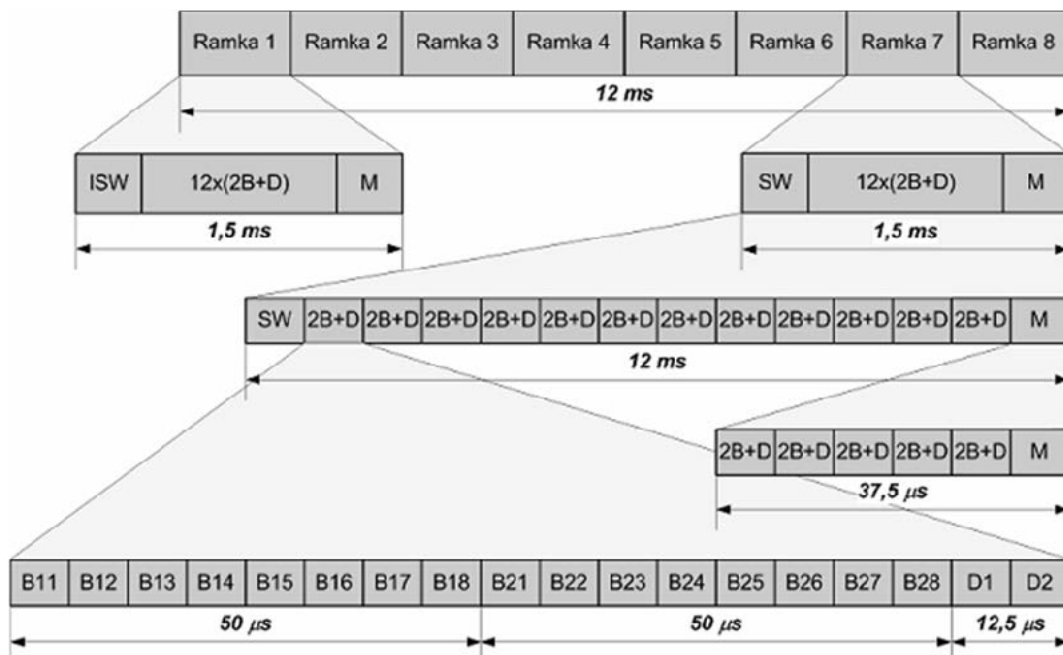 Ramka 1 Ramka 2 Ramka 3 Ramka 4 Ramka 5 Ramka 6 Ramka 7 Ramka 8
12 ms
ISW 12x(2B+D) M SW 12x(2B+D) M
1,5 ms 1,5 ms
SW 2B+D 2B+D 2B+D 2B+D 2B+D 2B+D 2B+D 2B+D 2B+D 2B+D 2B+D 2B+D M
12 ms
2B+D 2B+D 2B+D 2B+D 2B+D M
37,5 μs
B11 B12 B13 B14 B15 B16 B17 B18 B21 B22 B23 B24 B25 B26 B27 B28 D1 D2
50 μs 50 μs 12,5 μs